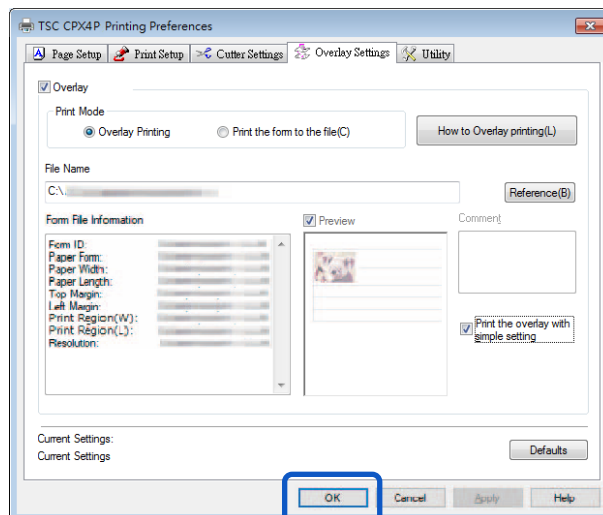 TSC CPX4P Printing Preferences
Page Setup Print Setup Cutter Settings Overlay Settings Utility
Overlay
Print Mode
Overlay Printing Print the form to the file(C) How to Overlay printing(L)
File Name
C:\. Reference(B)
Form File Information Preview Comment
Form ID:
Paper Form:
Paper Width:
Paper Length:
Top Margin:
Left Margin:
Print Region(W):
Print Region(L):
Resolution:
Print the overlay with
simple setting
Current Settings:
Current Settings Defaults
OK Cancel Apply Help